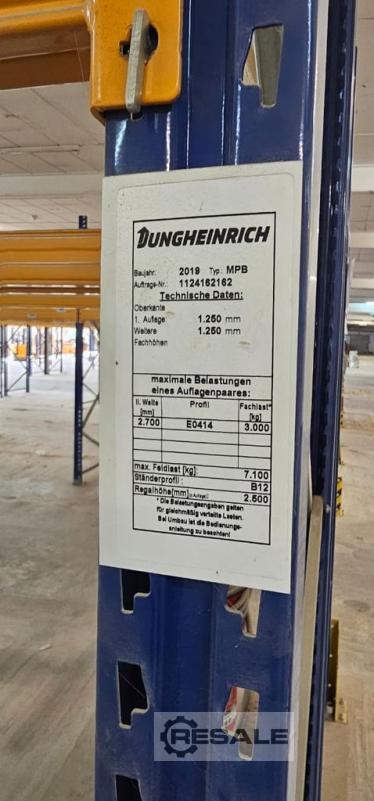 JUNGHEINRICH
Baujahr: 2019 Typ: MPB
Auftrags-Nr.: 1124162162
Technische Daten:
Oberkante
1. Auflage: 1.250 mm
Weitere 1.250 mm
Fachhöhen
maximale Belastungen
eines Auflagenpaares:
li. Weite [mm] Profil Fachlast* [kg]
2.700 E0414 3.000
max. Feldlast [kg]: 7.100
Ständerprofil: B12
Regalhöhe[mm] 2.500
* Die Belastungsangaben gelten
für gleichmäßig verteilte Lasten.
Bei Umbau ist die Bedienungs-
anleitung zu beachten!
RESALE